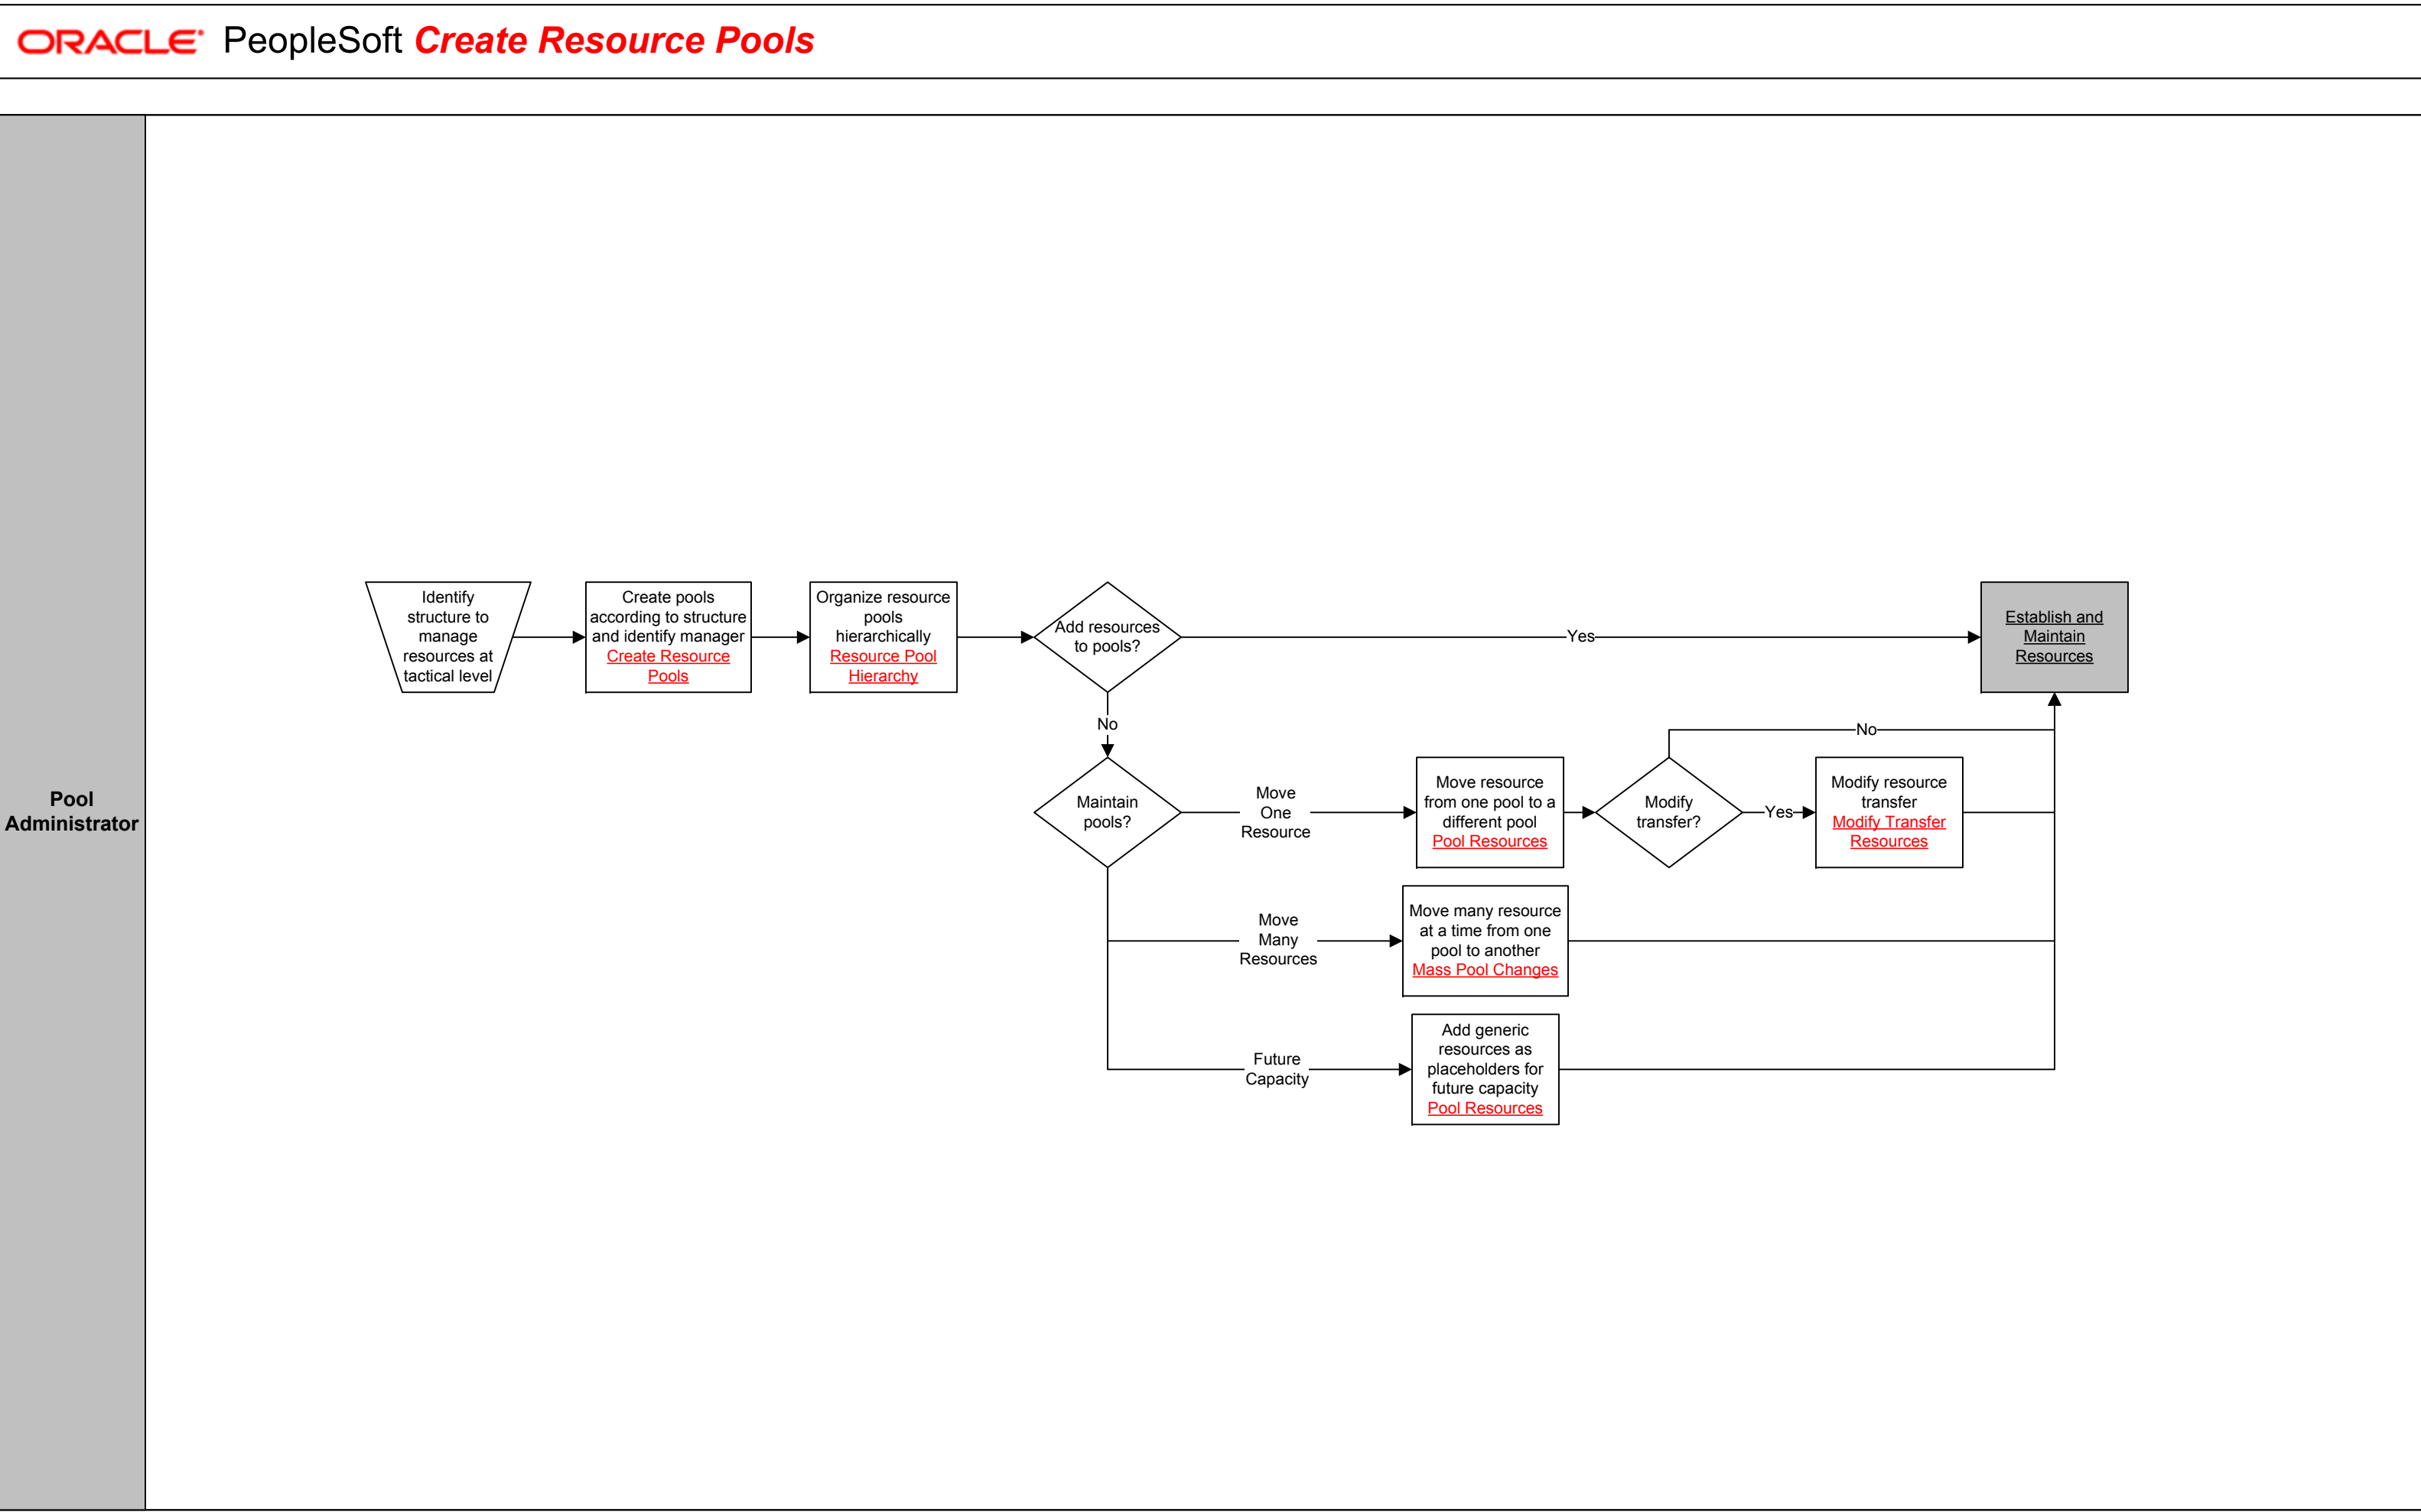 ORACLE PeopleSoft Create Resource Pools
Pool
Administrator
Identify
structure to
manage
resources at
tactical level
Create pools
according to structure
and identify manager
Create Resource
Pools
Organize resource
pools
hierarchically
Resource Pool
Hierarchy
Add resources
to pools?
Yes
Establish and
Maintain
Resources
No
Maintain
pools?
Move
One
Resource
Move resource
from one pool to a
different pool
Pool Resources
Modify
transfer?
No
Yes
Modify resource
transfer
Modify Transfer
Resources
Move
Many
Resources
Move many resource
at a time from one
pool to another
Mass Pool Changes
Future
Capacity
Add generic
resources as
placeholders for
future capacity
Pool Resources